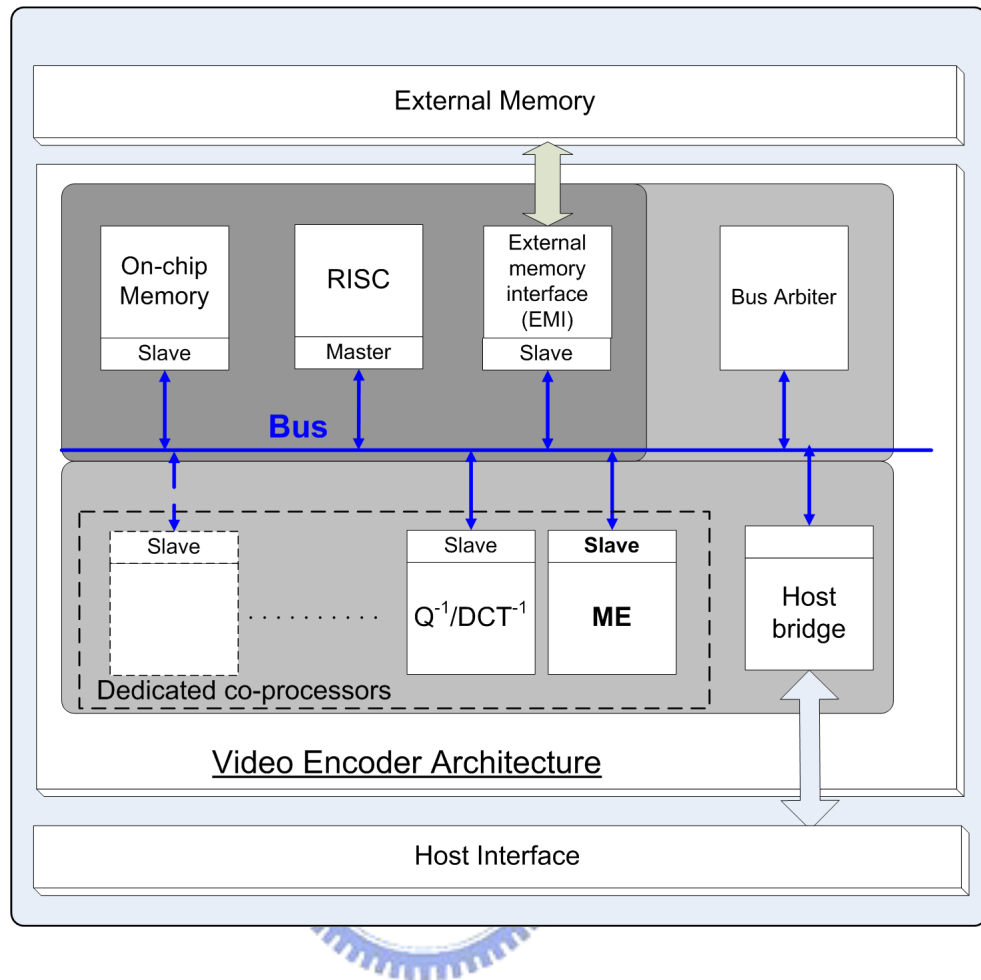 External Memory
On-chip
Memory
Slave
RISC
Master
External
memory
interface
(EMI)
Slave
Bus Arbiter
Bus
Slave
Slave
Q⁻¹/DCT⁻¹
Slave
ME
Host
bridge
Dedicated co-processors
Video Encoder Architecture
Host Interface